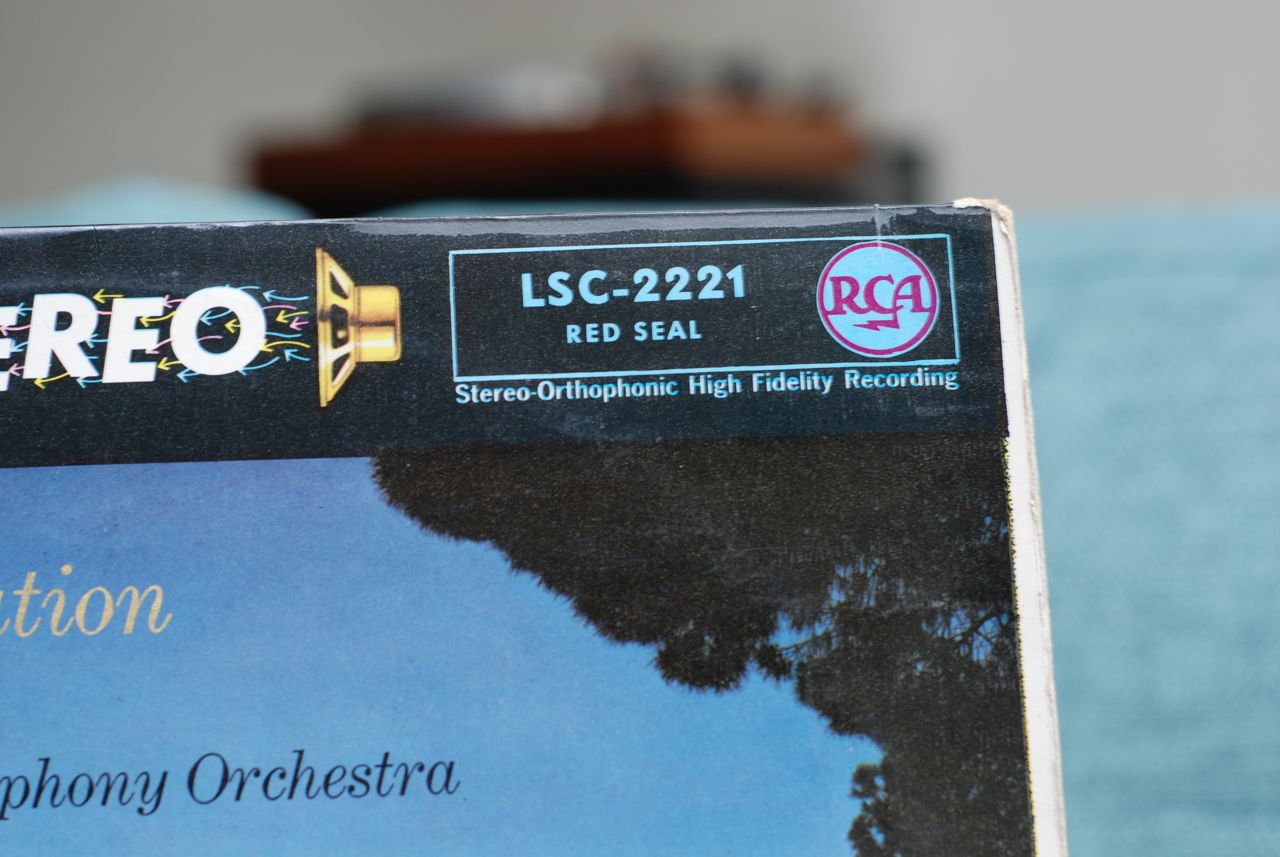 EREO
LSC-2221
RED SEAL
RCA
Stereo-Orthophonic High Fidelity Recording
ation
phony Orchestra